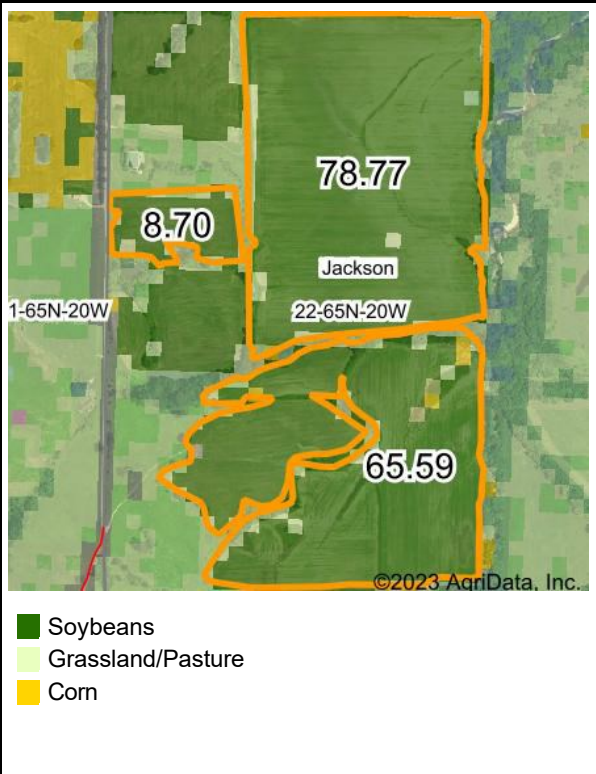 78.77
8.70
Jackson
1-65N-20W
22-65N-20W
65.59
©2023 AgriData, Inc.
Soybeans
Grassland/Pasture
Corn